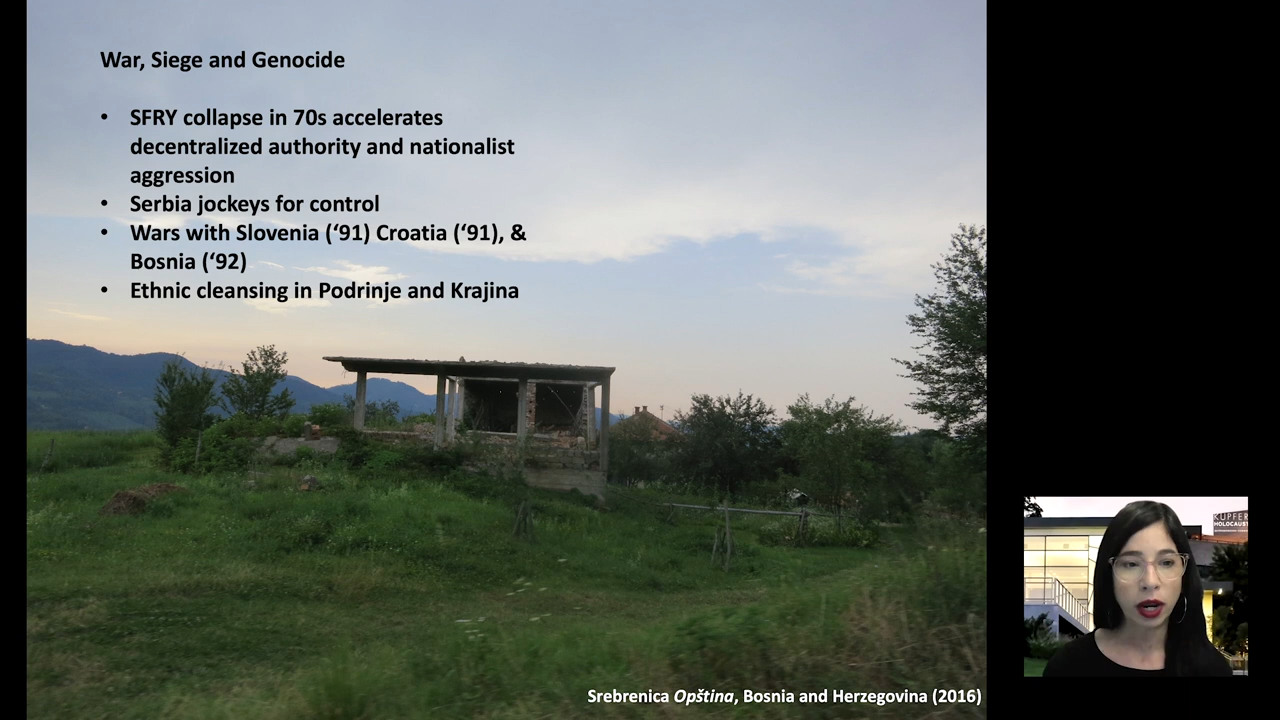 War, Siege and Genocide
• SFRY collapse in 70s accelerates
decentralized authority and nationalist
aggression
• Serbia jockeys for control
• Wars with Slovenia (‘91) Croatia (‘91), &
Bosnia (‘92)
• Ethnic cleansing in Podrinje and Krajina
KUPFER
HOLOCAUST
Srebrenica Opština, Bosnia and Herzegovina (2016)